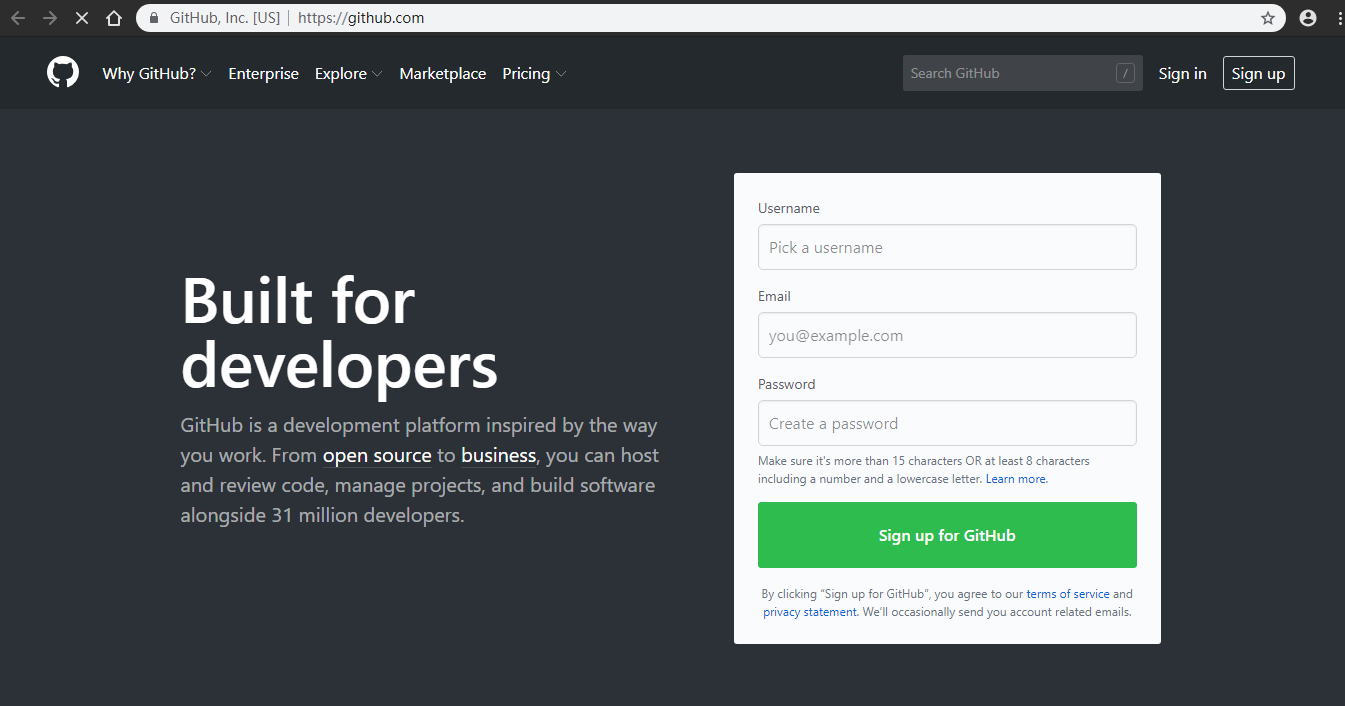 GitHub, Inc. [US] | https://github.com
Why GitHub? Enterprise Explore Marketplace Pricing Search GitHub / Sign in Sign up
Built for
developers
GitHub is a development platform inspired by the way
you work. From open source to business, you can host
and review code, manage projects, and build software
alongside 31 million developers.
Username
Pick a username
Email
you@example.com
Password
Create a password
Make sure it's more than 15 characters OR at least 8 characters
including a number and a lowercase letter. Learn more.
Sign up for GitHub
By clicking “Sign up for GitHub”, you agree to our terms of service and
privacy statement. We’ll occasionally send you account related emails.